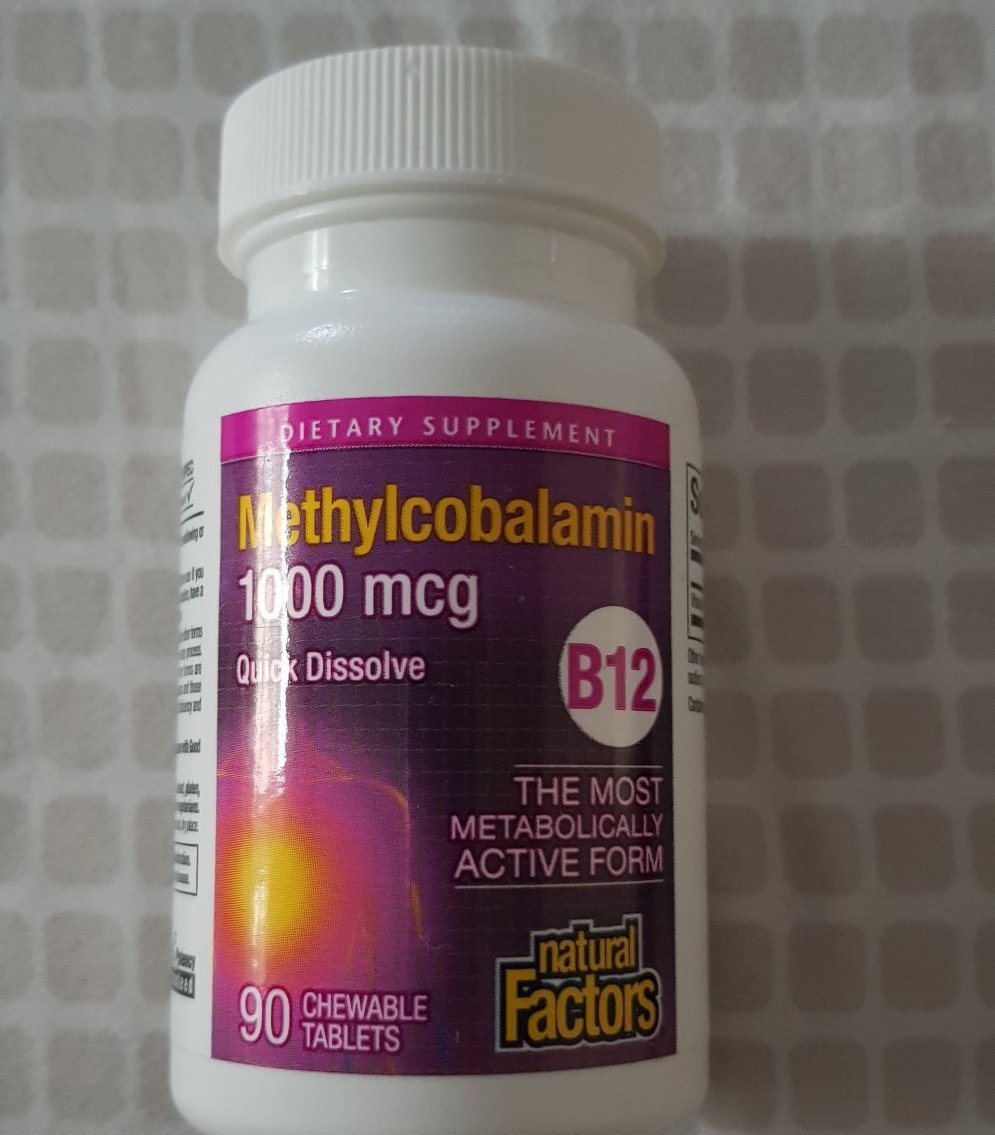 DIETARY SUPPLEMENT
Methylcobalamin
1000 mcg
Quick Dissolve
B12
THE MOST
METABOLICALLY
ACTIVE FORM
natural
Factors
90 CHEWABLE
TABLETS